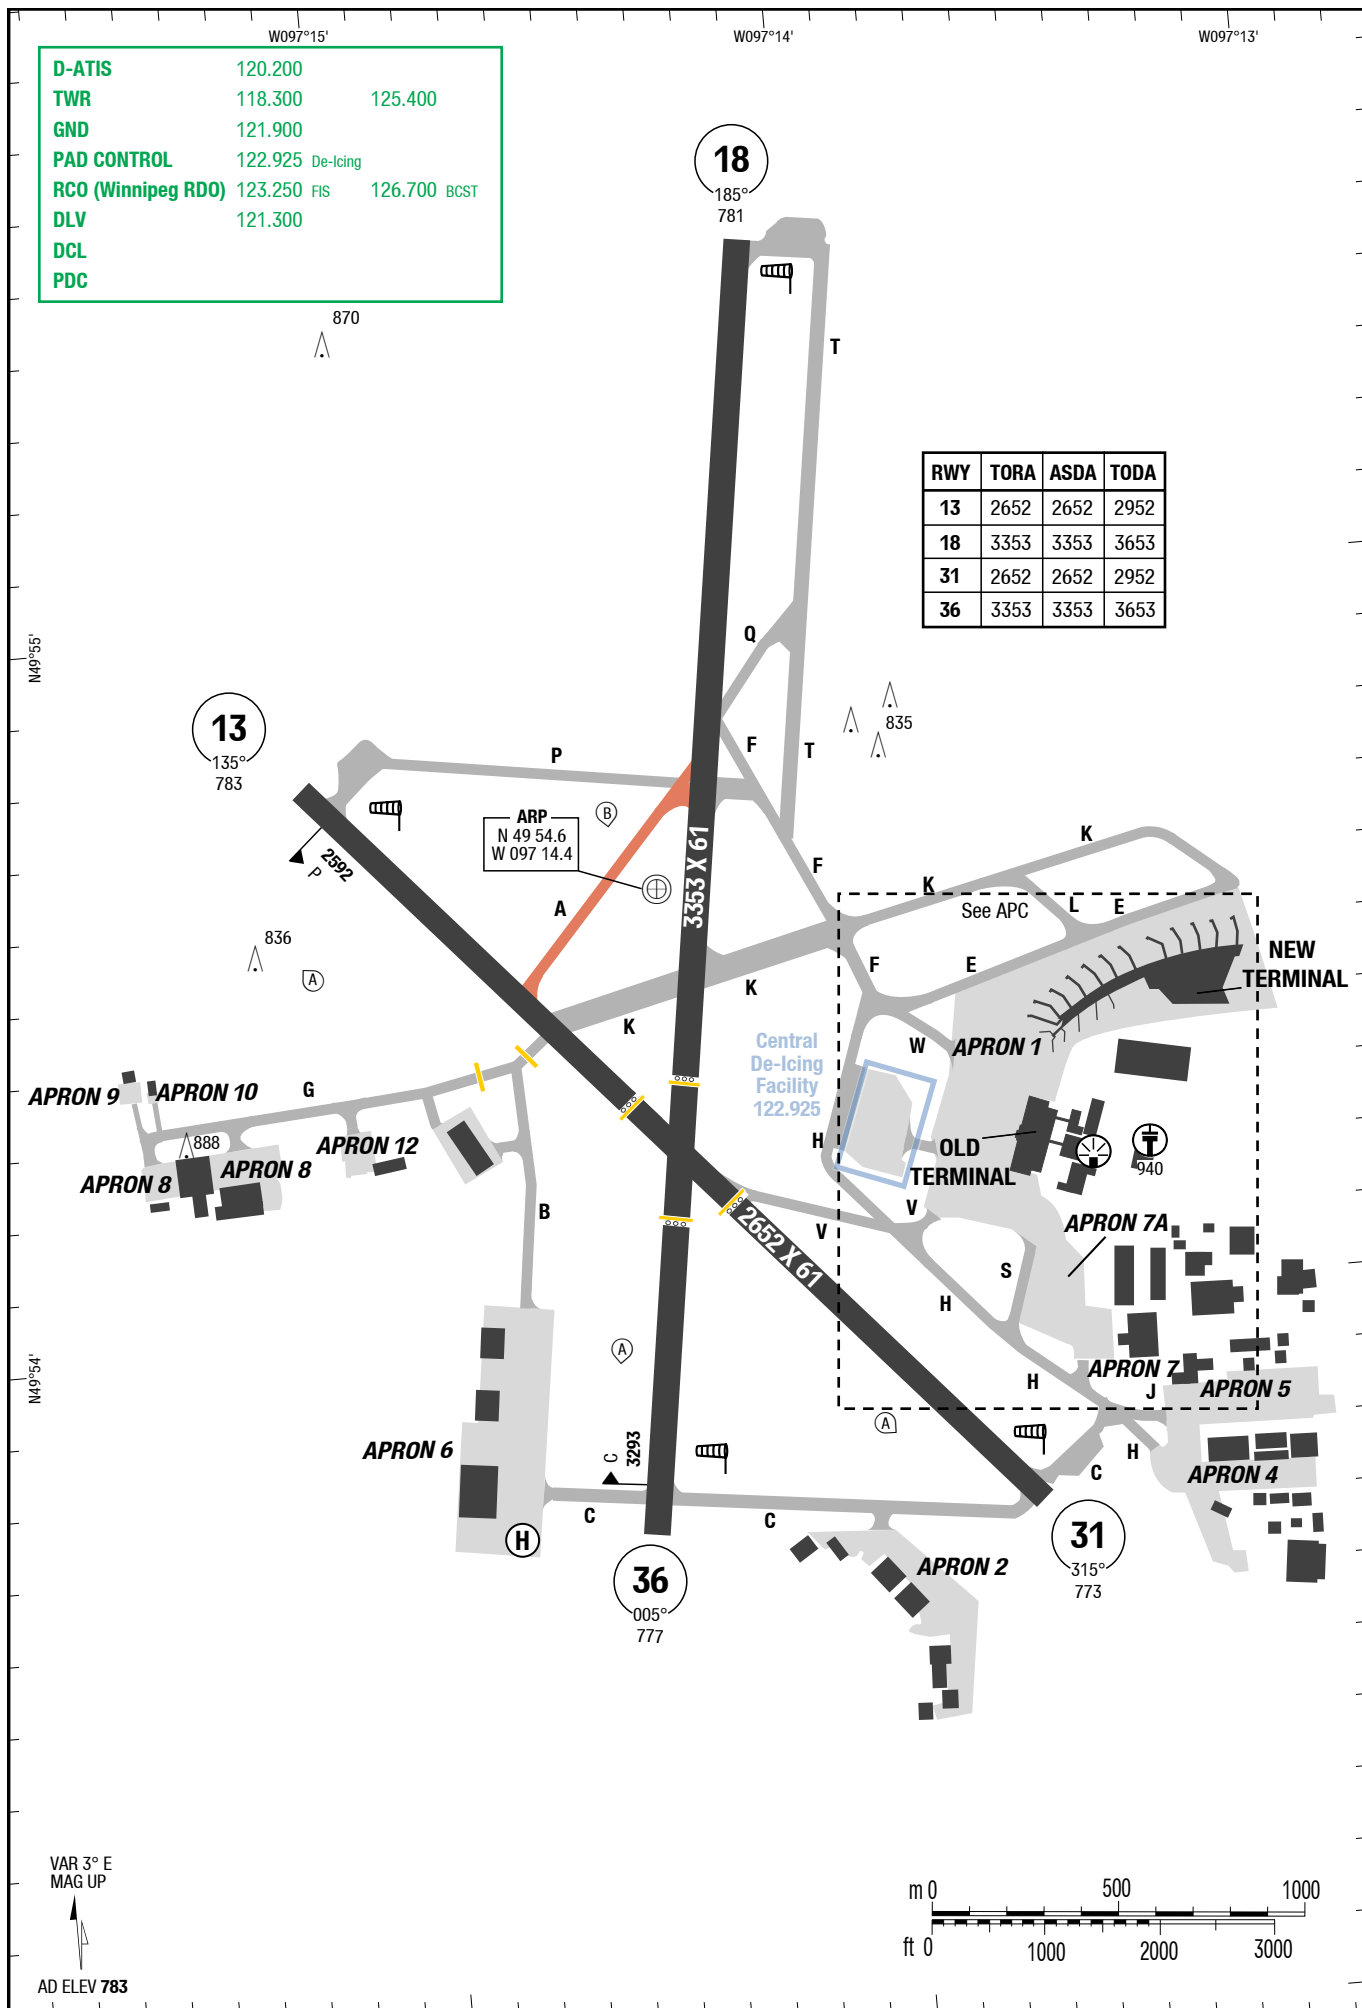 W097°15'
W097°14'
W097°13'
D-ATIS 120.200
TWR 118.300 125.400
GND 121.900
PAD CONTROL 122.925 De-Icing
RCO (Winnipeg RDO) 123.250 FIS 126.700 BCST
DLV 121.300
DCL
PDC
18
185°
781
870
T
RWY TORA ASDA TODA
13 2652 2652 2952
18 3353 3353 3653
31 2652 2652 2952
36 3353 3353 3653
N49°55'
Q
835
13
135°
783
P
F
T
B
ARP
N 49 54.6
W 097 14.4
2592
P
3353 X 61
K
F
K
See APC
L
E
A
836
A
F
E
NEW
TERMINAL
K
K
W
APRON 1
Central
De-Icing
Facility
122.925
APRON 9
APRON 10
G
888
APRON 12
H
OLD
TERMINAL
940
APRON 8
APRON 8
B
V
V
APRON 7A
2652 X 61
S
H
N49°54'
A
H
APRON 7
J
APRON 5
A
APRON 6
C
3293
H
C
APRON 4
C
C
H
31
315°
773
APRON 2
36
005°
777
VAR 3° E
MAG UP
AD ELEV 783
m 0 500 1000
ft 0 1000 2000 3000